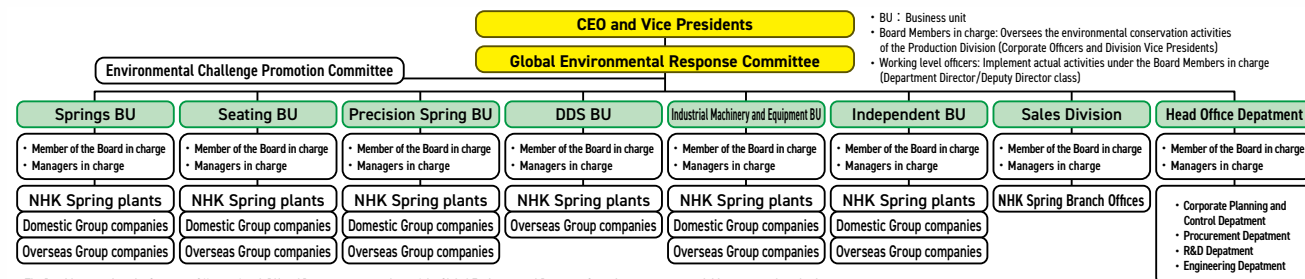 CEO and Vice Presidents
Global Environmental Response Committee
Environmental Challenge Promotion Committee
・BU：Business unit
・Board Members in charge: Oversees the environmental conservation activities
of the Production Division (Corporate Officers and Division Vice Presidents)
・Working level officers: Implement actual activities under the Board Members in charge
(Department Director/Deputy Director class)
Springs BU
・Member of the Board in charge
・Managers in charge
NHK Spring plants
Domestic Group companies
Overseas Group companies
Seating BU
・Member of the Board in charge
・Managers in charge
NHK Spring plants
Domestic Group companies
Overseas Group companies
Precision Spring BU
・Member of the Board in charge
・Managers in charge
NHK Spring plants
Domestic Group companies
Overseas Group companies
DDS BU
・Member of the Board in charge
・Managers in charge
NHK Spring plants
Overseas Group companies
Industrial Machinery and Equipment BU
・Member of the Board in charge
・Managers in charge
NHK Spring plants
Domestic Group companies
Overseas Group companies
Independent BU
・Member of the Board in charge
・Managers in charge
NHK Spring plants
Domestic Group companies
Overseas Group companies
Sales Division
・Member of the Board in charge
・Managers in charge
NHK Spring Branch Offices
Head Office Depatment
・Member of the Board in charge
・Managers in charge
・Corporate Planning and
Control Depatment
・Procurement Depatment
・R&D Depatment
・Engineering Depatment